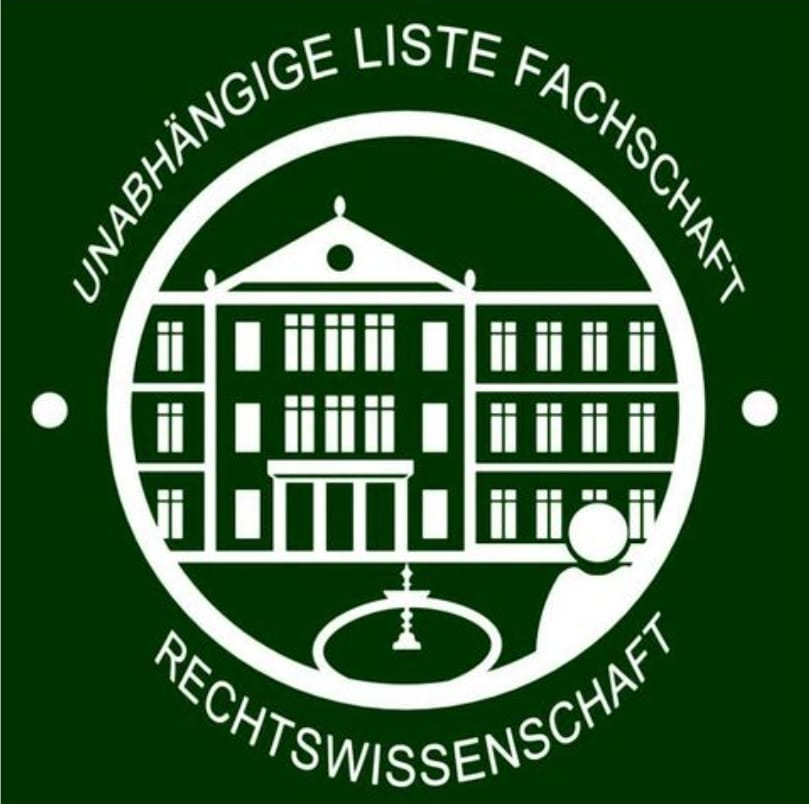 UNABHÄNGIGE LISTE FACHSCHAFT
RECHTSWISSENSCHAFT